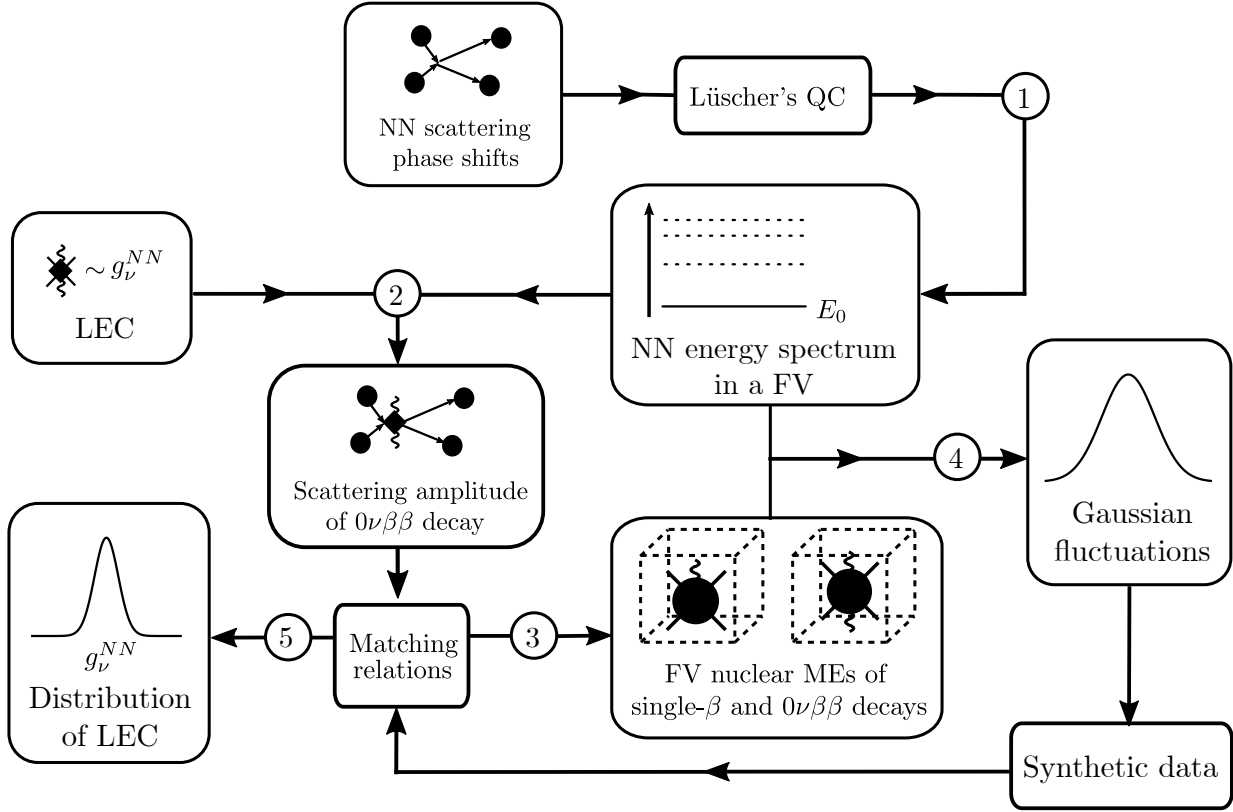 NN scattering
phase shifts
Lüscher's QC
1
∼ g_ν^{NN}
LEC
2
E_0
NN energy spectrum
in a FV
Scattering amplitude
of 0νββ decay
4
Gaussian
fluctuations
g_ν^{NN}
Distribution
of LEC
5
Matching
relations
3
FV nuclear MEs of
single-β and 0νββ decays
Synthetic data